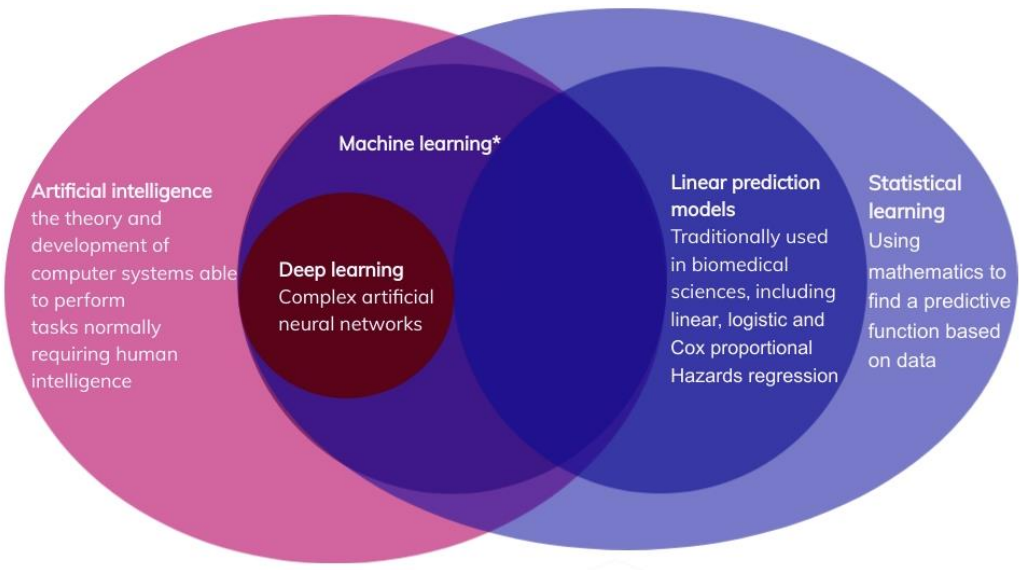 Machine learning*
Artificial intelligence
the theory and
development of
computer systems able
to perform
tasks normally
requiring human
intelligence
Deep learning
Complex artificial
neural networks
Linear prediction
models
Traditionally used
in biomedical
sciences, including
linear, logistic and
Cox proportional
Hazards regression
Statistical
learning
Using
mathematics to
find a predictive
function based
on data